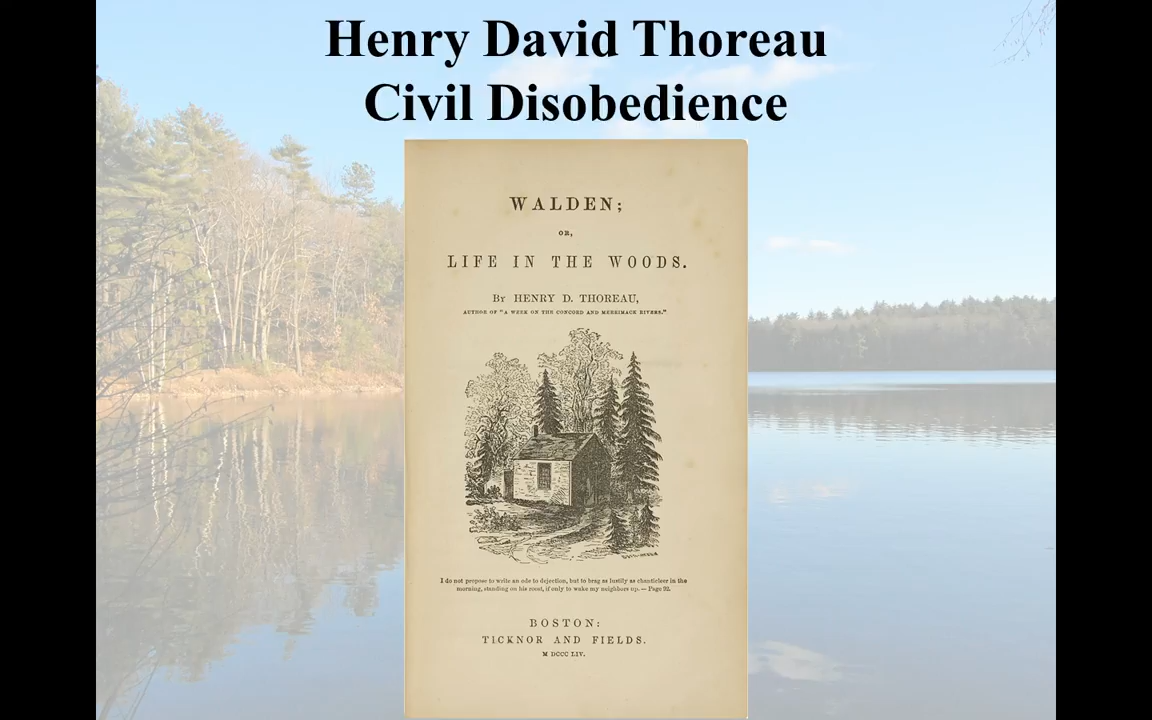 Henry David Thoreau
Civil Disobedience
WALDEN;
OR,
LIFE IN THE WOODS.
By HENRY D. THOREAU,
AUTHOR OF "A WEEK ON THE CONCORD AND MERRIMACK RIVERS."
I do not propose to write an ode to dejection, but to brag as lustily as chanticleer in the
morning, standing on his roost, if only to wake my neighbors up. — Page 92.
BOSTON:
TICKNOR AND FIELDS.
M DCCC LIV.